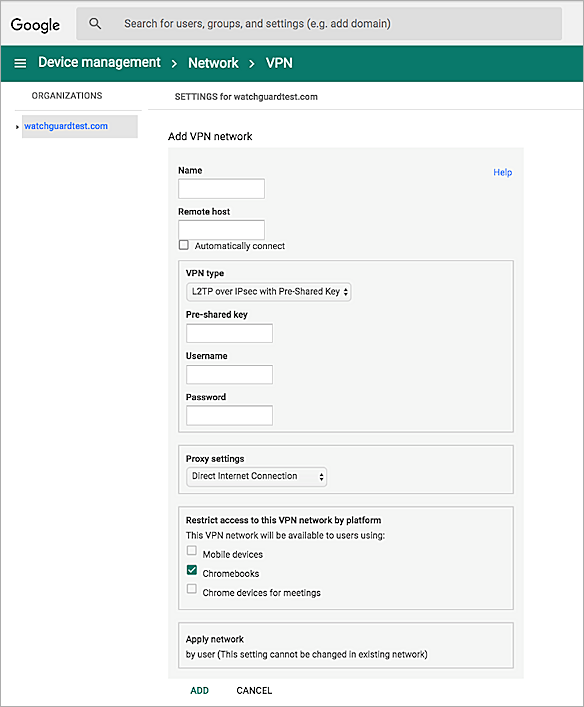 Google
Search for users, groups, and settings (e.g. add domain)
Device management > Network > VPN
ORGANIZATIONS
SETTINGS for watchguardtest.com
watchguardtest.com
Add VPN network
Name
Help
Remote host
Automatically connect
VPN type
L2TP over IPsec with Pre-Shared Key
Pre-shared key
Username
Password
Proxy settings
Direct Internet Connection
Restrict access to this VPN network by platform
This VPN network will be available to users using:
Mobile devices
Chromebooks
Chrome devices for meetings
Apply network
by user (This setting cannot be changed in existing network)
ADD CANCEL